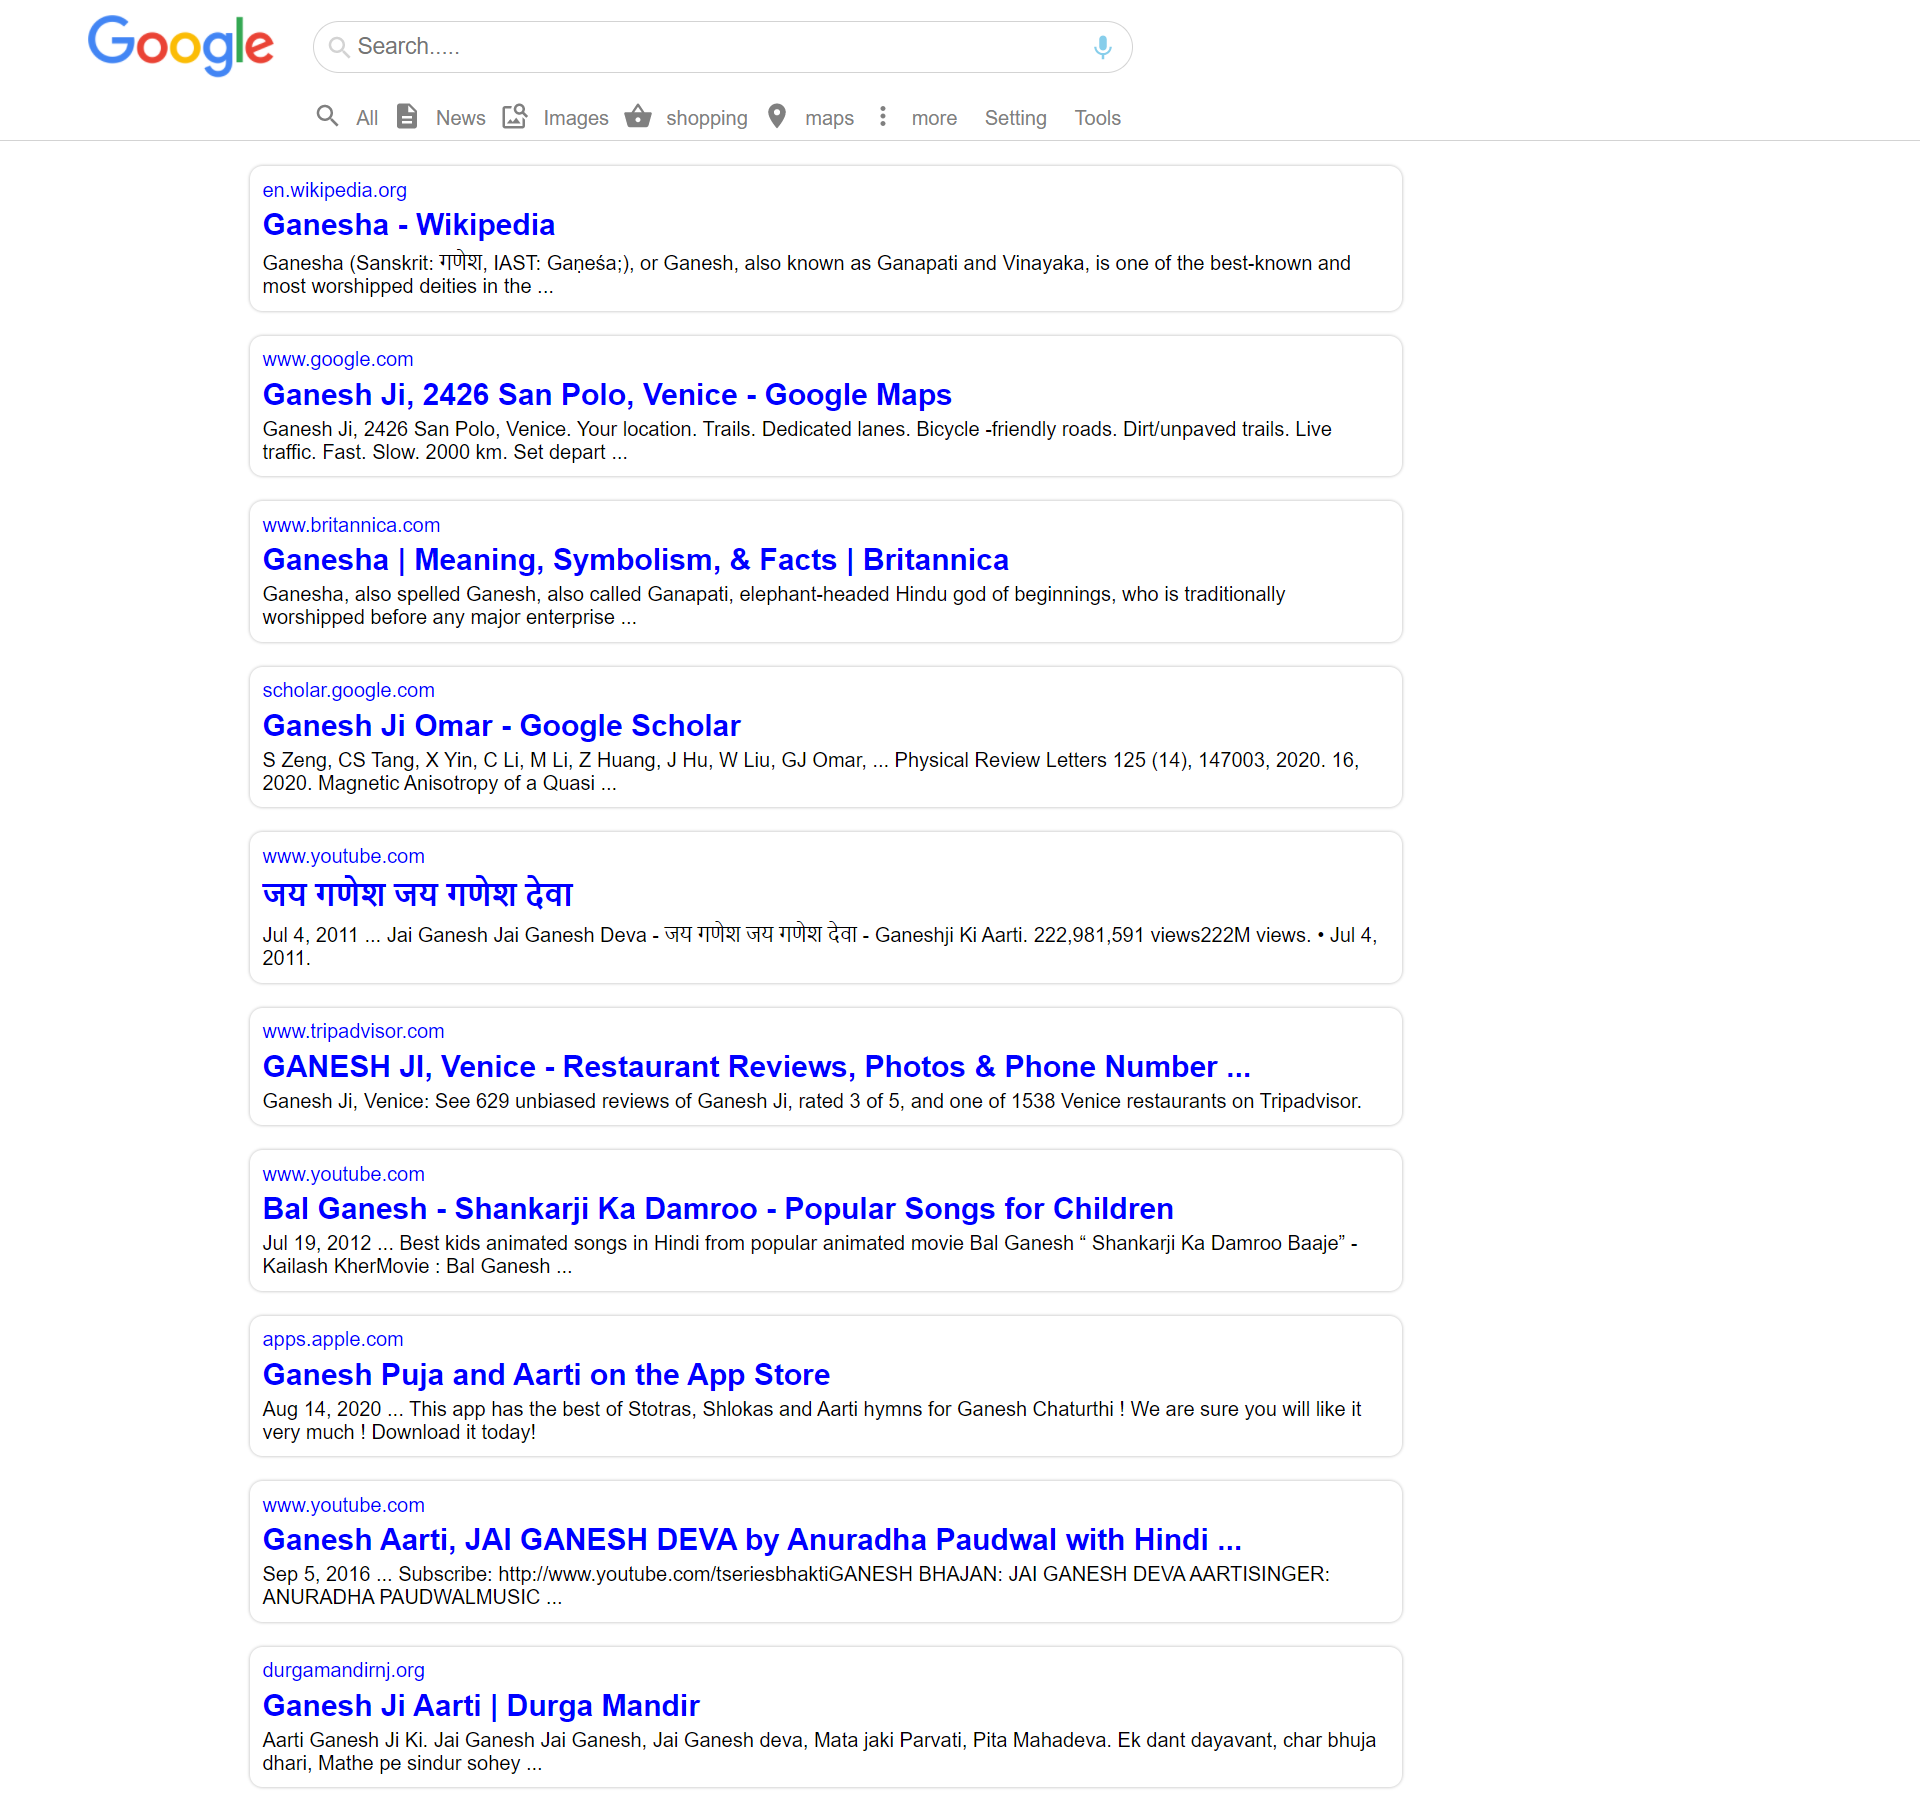 Google
Search.....
All News Images shopping maps more Setting Tools
en.wikipedia.org
Ganesha - Wikipedia
Ganesha (Sanskrit: गणेश, IAST: Gaṇeśa;), or Ganesh, also known as Ganapati and Vinayaka, is one of the best-known and
most worshipped deities in the ...
www.google.com
Ganesh Ji, 2426 San Polo, Venice - Google Maps
Ganesh Ji, 2426 San Polo, Venice. Your location. Trails. Dedicated lanes. Bicycle -friendly roads. Dirt/unpaved trails. Live
traffic. Fast. Slow. 2000 km. Set depart ...
www.britannica.com
Ganesha | Meaning, Symbolism, & Facts | Britannica
Ganesha, also spelled Ganesh, also called Ganapati, elephant-headed Hindu god of beginnings, who is traditionally
worshipped before any major enterprise ...
scholar.google.com
Ganesh Ji Omar - Google Scholar
S Zeng, CS Tang, X Yin, C Li, M Li, Z Huang, J Hu, W Liu, GJ Omar, ... Physical Review Letters 125 (14), 147003, 2020. 16,
2020. Magnetic Anisotropy of a Quasi ...
www.youtube.com
जय गणेश जय गणेश देवा
Jul 4, 2011 ... Jai Ganesh Jai Ganesh Deva - जय गणेश जय गणेश देवा - Ganeshji Ki Aarti. 222,981,591 views222M views. • Jul 4,
2011.
www.tripadvisor.com
GANESH JI, Venice - Restaurant Reviews, Photos & Phone Number ...
Ganesh Ji, Venice: See 629 unbiased reviews of Ganesh Ji, rated 3 of 5, and one of 1538 Venice restaurants on Tripadvisor.
www.youtube.com
Bal Ganesh - Shankarji Ka Damroo - Popular Songs for Children
Jul 19, 2012 ... Best kids animated songs in Hindi from popular animated movie Bal Ganesh “ Shankarji Ka Damroo Baaje” -
Kailash KherMovie : Bal Ganesh ...
apps.apple.com
Ganesh Puja and Aarti on the App Store
Aug 14, 2020 ... This app has the best of Stotras, Shlokas and Aarti hymns for Ganesh Chaturthi ! We are sure you will like it
very much ! Download it today!
www.youtube.com
Ganesh Aarti, JAI GANESH DEVA by Anuradha Paudwal with Hindi ...
Sep 5, 2016 ... Subscribe: http://www.youtube.com/tseriesbhaktiGANESH BHAJAN: JAI GANESH DEVA AARTISINGER:
ANURADHA PAUDWALMUSIC ...
durgamandirnj.org
Ganesh Ji Aarti | Durga Mandir
Aarti Ganesh Ji Ki. Jai Ganesh Jai Ganesh, Jai Ganesh deva, Mata jaki Parvati, Pita Mahadeva. Ek dant dayavant, char bhuja
dhari, Mathe pe sindur sohey ...